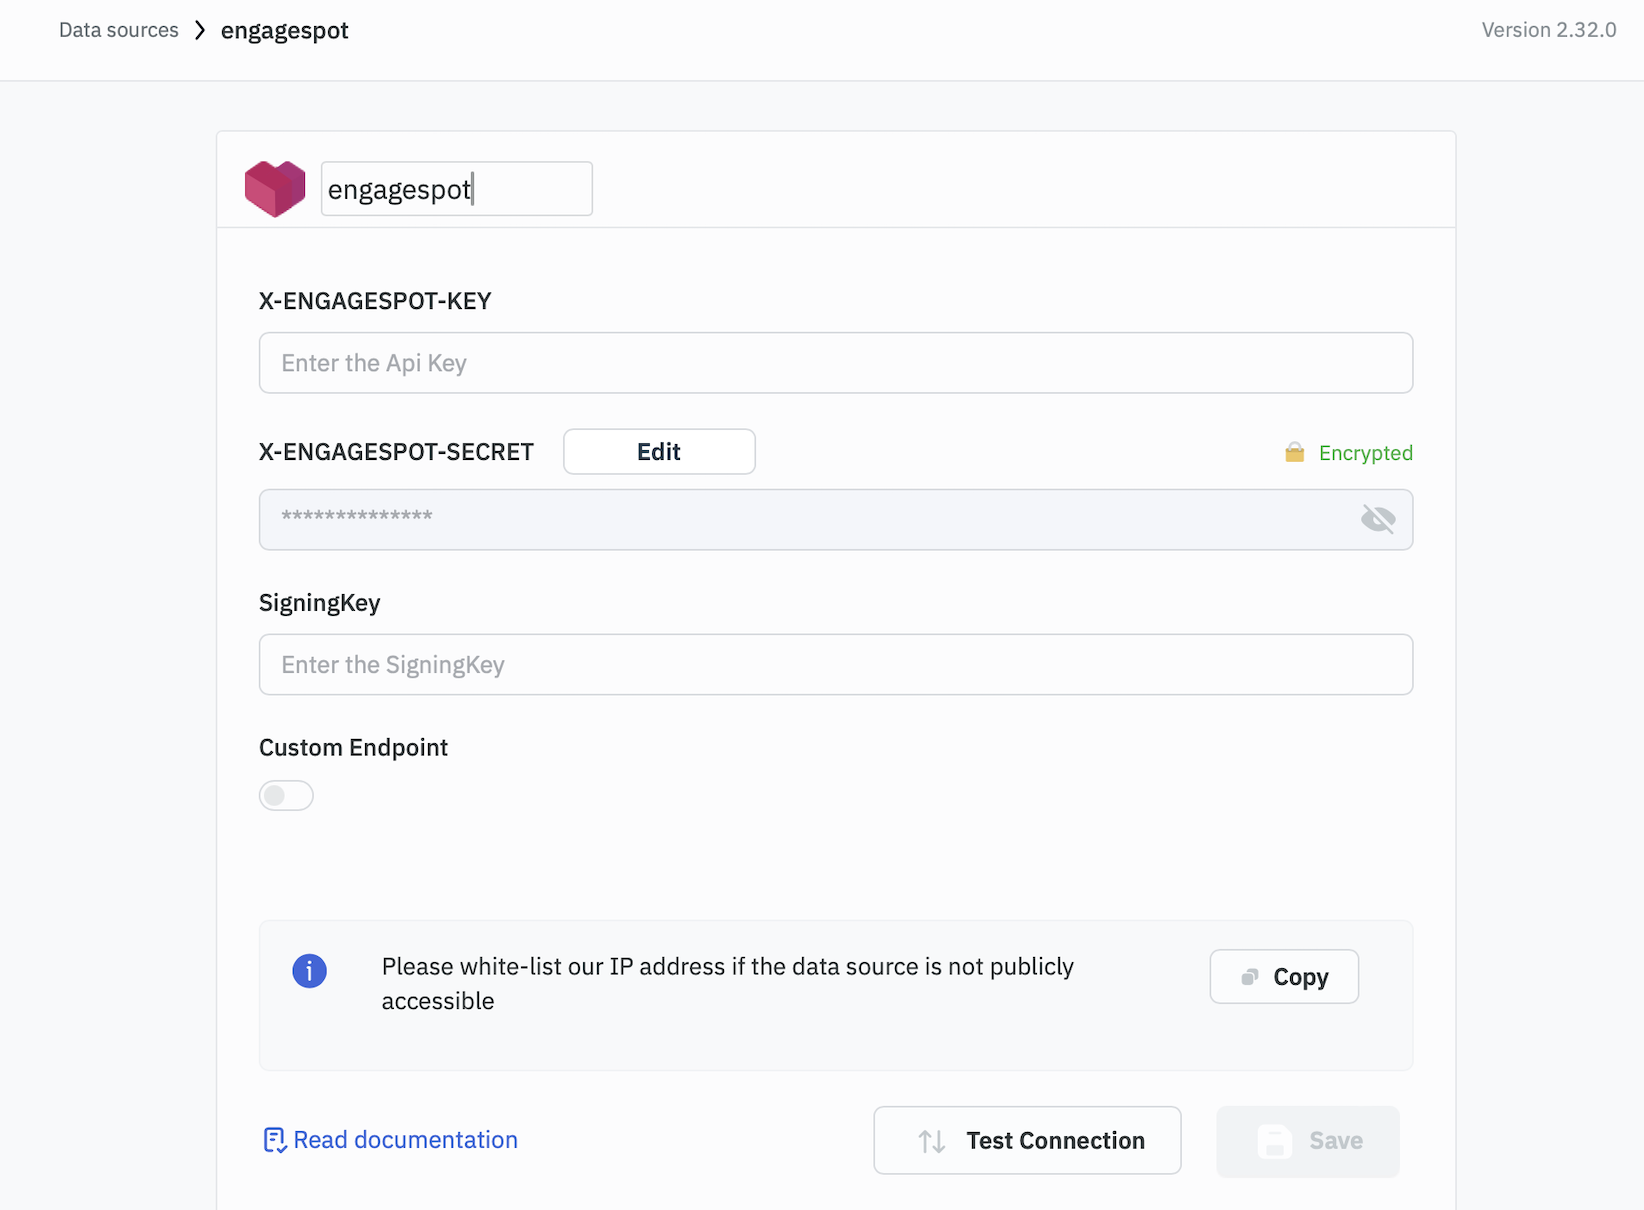 Data sources > engagespot
Version 2.32.0
engagespot
X-ENGAGESPOT-KEY
Enter the Api Key
X-ENGAGESPOT-SECRET
Edit
Encrypted
**************
SigningKey
Enter the SigningKey
Custom Endpoint
Please white-list our IP address if the data source is not publicly
accessible
Copy
Read documentation
Test Connection
Save